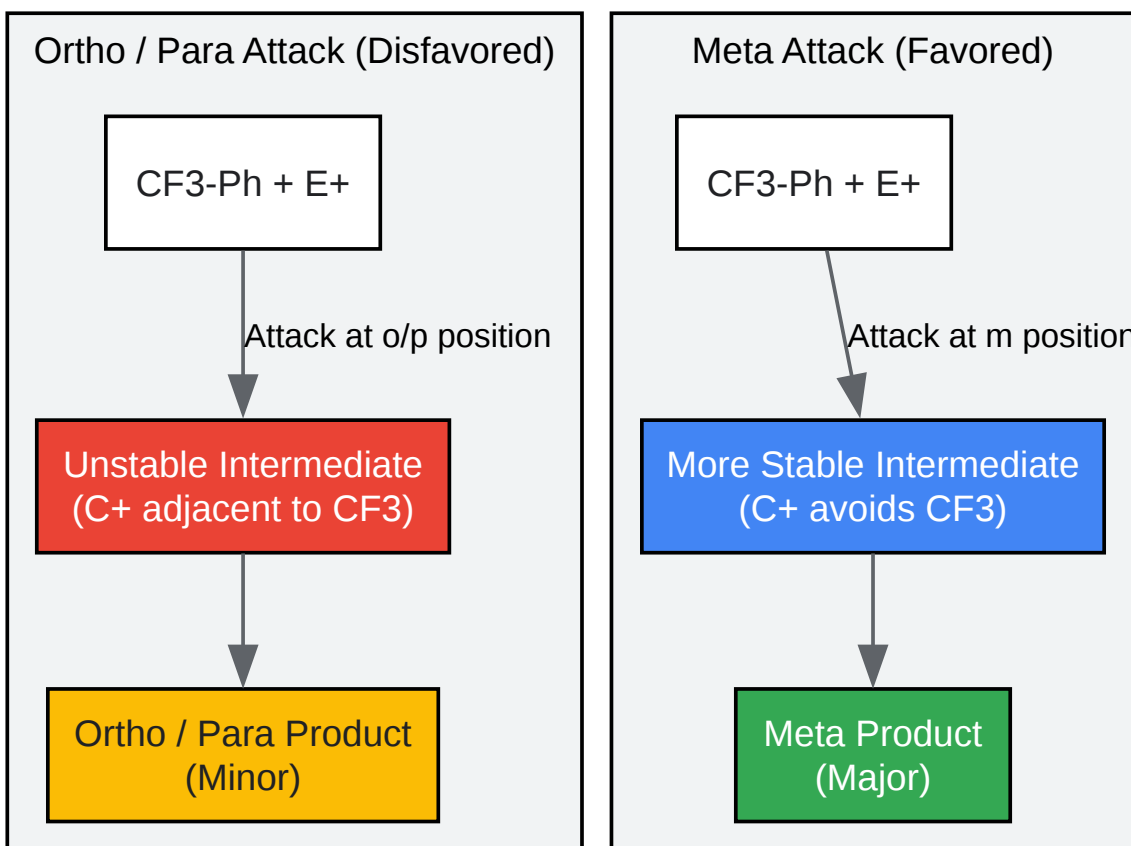 Ortho / Para Attack (Disfavored)
CF3-Ph + E+
Attack at o/p position
Unstable Intermediate
(C+ adjacent to CF3)
Ortho / Para Product
(Minor)
Meta Attack (Favored)
CF3-Ph + E+
Attack at m position
More Stable Intermediate
(C+ avoids CF3)
Meta Product
(Major)